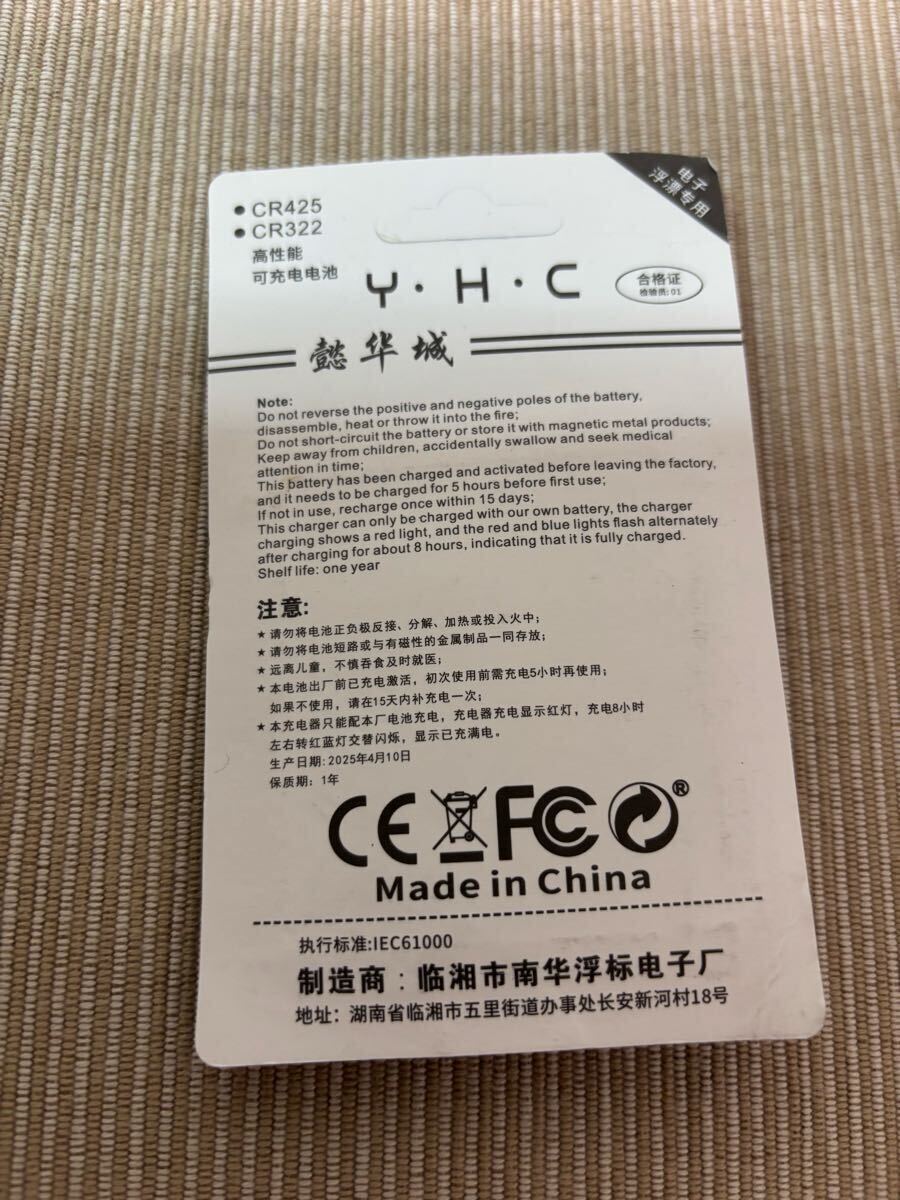 电子
浮漂专用
● CR425
● CR322
高性能
可充电电池
Y·H·C
合格证
检验员:01
懿华城
Note:
Do not reverse the positive and negative poles of the battery,
disassemble, heat or throw it into the fire;
Do not short-circuit the battery or store it with magnetic metal products;
Keep away from children, accidentally swallow and seek medical
attention in time;
This battery has been charged and activated before leaving the factory,
and it needs to be charged for 5 hours before first use;
If not in use, recharge once within 15 days;
This charger can only be charged with our own battery, the charger
charging shows a red light, and the red and blue lights flash alternately
after charging for about 8 hours, indicating that it is fully charged.
Shelf life: one year
注意:
★ 请勿将电池正负极反接、分解、加热或投入火中;
★ 请勿将电池短路或与有磁性的金属制品一同存放;
★ 远离儿童，不慎吞食及时就医;
★ 本电池出厂前已充电激活，初次使用前需充电5小时再使用;
如果不使用，请在15天内补充电一次;
★ 本充电器只能配本厂电池充电，充电器充电显示红灯，充电8小时
左右转红蓝灯交替闪烁，显示已充满电。
生产日期: 2025年4月10日
保质期：1年
CE FC ®
Made in China
执行标准:IEC61000
制造商：临湘市南华浮标电子厂
地址：湖南省临湘市五里街道办事处长安新河村18号